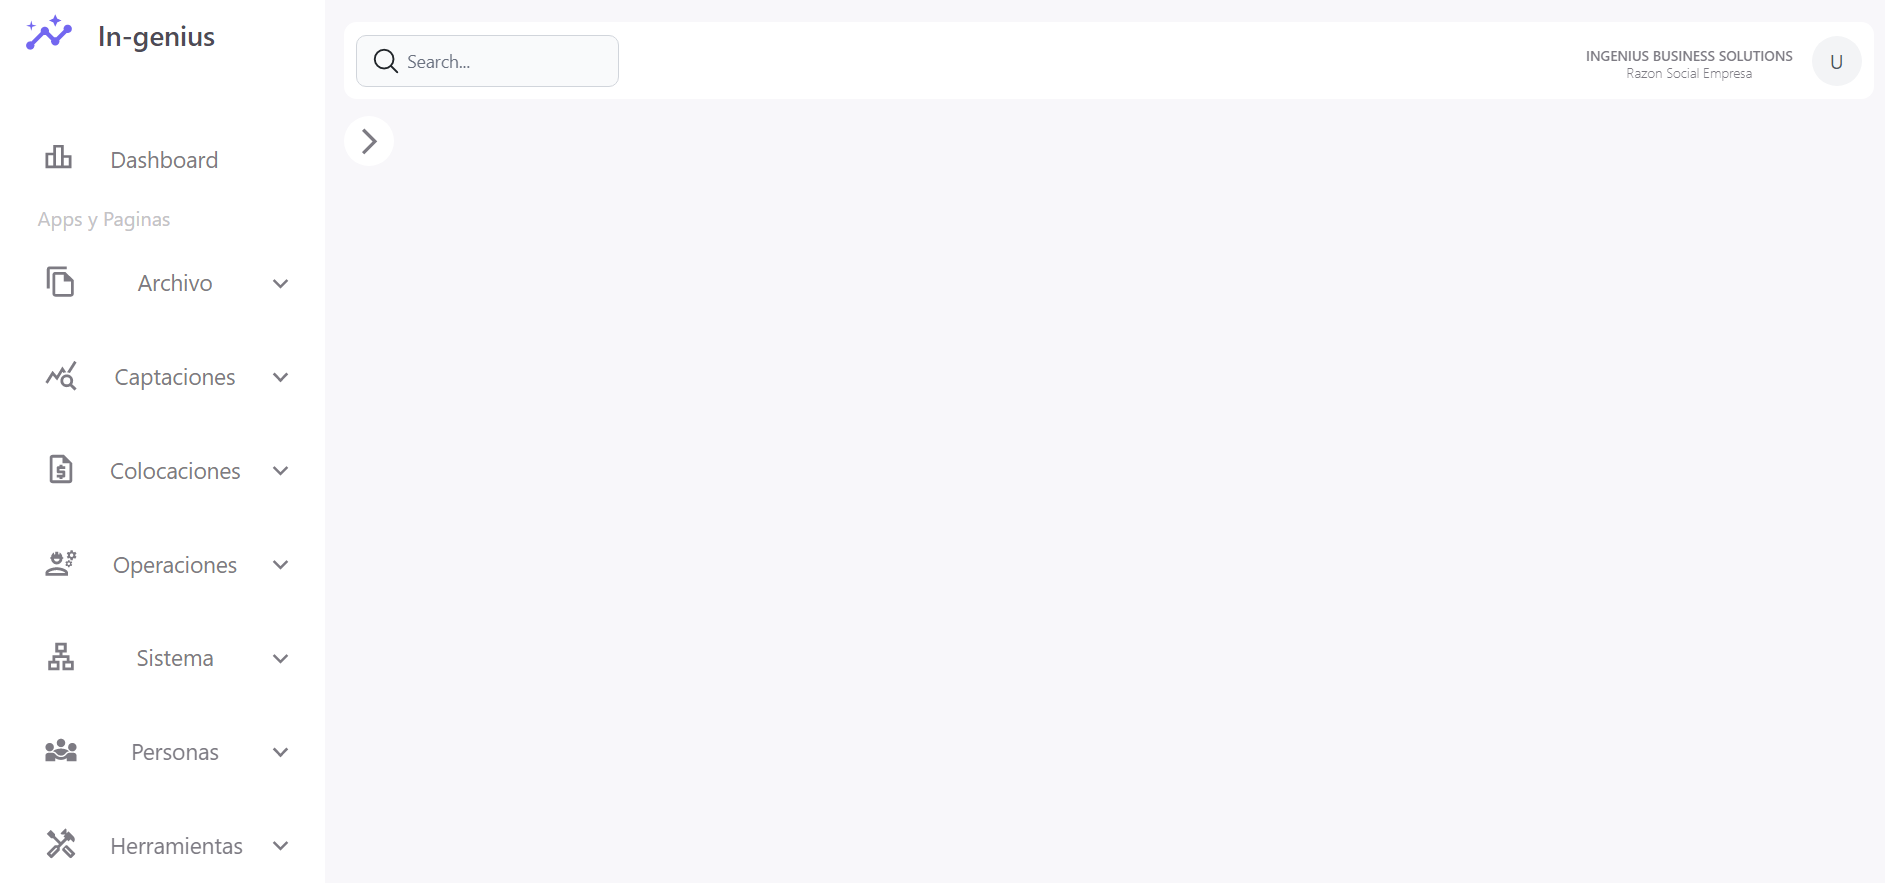 In-genius
Search...
INGENIUS BUSINESS SOLUTIONS
Razon Social Empresa
U
Dashboard
Apps y Paginas
Archivo
Captaciones
Colocaciones
Operaciones
Sistema
Personas
Herramientas